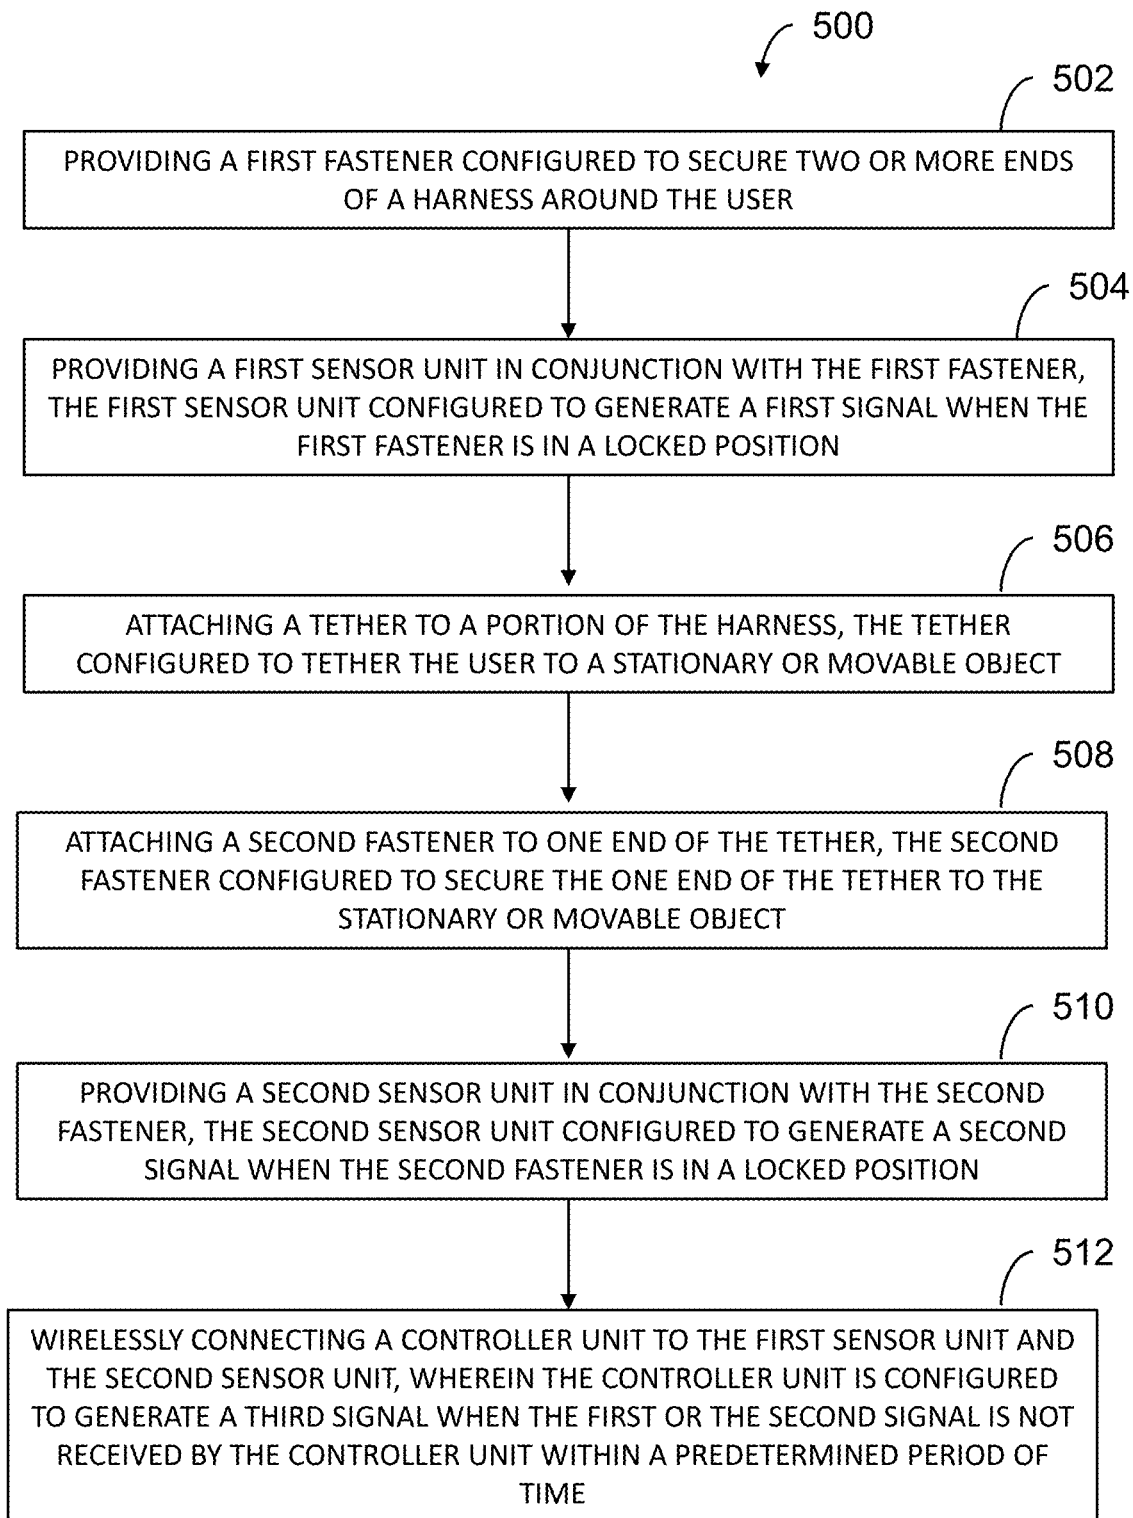 500
502
PROVIDING A FIRST FASTENER CONFIGURED TO SECURE TWO OR MORE ENDS
OF A HARNESS AROUND THE USER
504
PROVIDING A FIRST SENSOR UNIT IN CONJUNCTION WITH THE FIRST FASTENER,
THE FIRST SENSOR UNIT CONFIGURED TO GENERATE A FIRST SIGNAL WHEN THE
FIRST FASTENER IS IN A LOCKED POSITION
506
ATTACHING A TETHER TO A PORTION OF THE HARNESS, THE TETHER
CONFIGURED TO TETHER THE USER TO A STATIONARY OR MOVABLE OBJECT
508
ATTACHING A SECOND FASTENER TO ONE END OF THE TETHER, THE SECOND
FASTENER CONFIGURED TO SECURE THE ONE END OF THE TETHER TO THE
STATIONARY OR MOVABLE OBJECT
510
PROVIDING A SECOND SENSOR UNIT IN CONJUNCTION WITH THE SECOND
FASTENER, THE SECOND SENSOR UNIT CONFIGURED TO GENERATE A SECOND
SIGNAL WHEN THE SECOND FASTENER IS IN A LOCKED POSITION
512
WIRELESSLY CONNECTING A CONTROLLER UNIT TO THE FIRST SENSOR UNIT AND
THE SECOND SENSOR UNIT, WHEREIN THE CONTROLLER UNIT IS CONFIGURED
TO GENERATE A THIRD SIGNAL WHEN THE FIRST OR THE SECOND SIGNAL IS NOT
RECEIVED BY THE CONTROLLER UNIT WITHIN A PREDETERMINED PERIOD OF
TIME